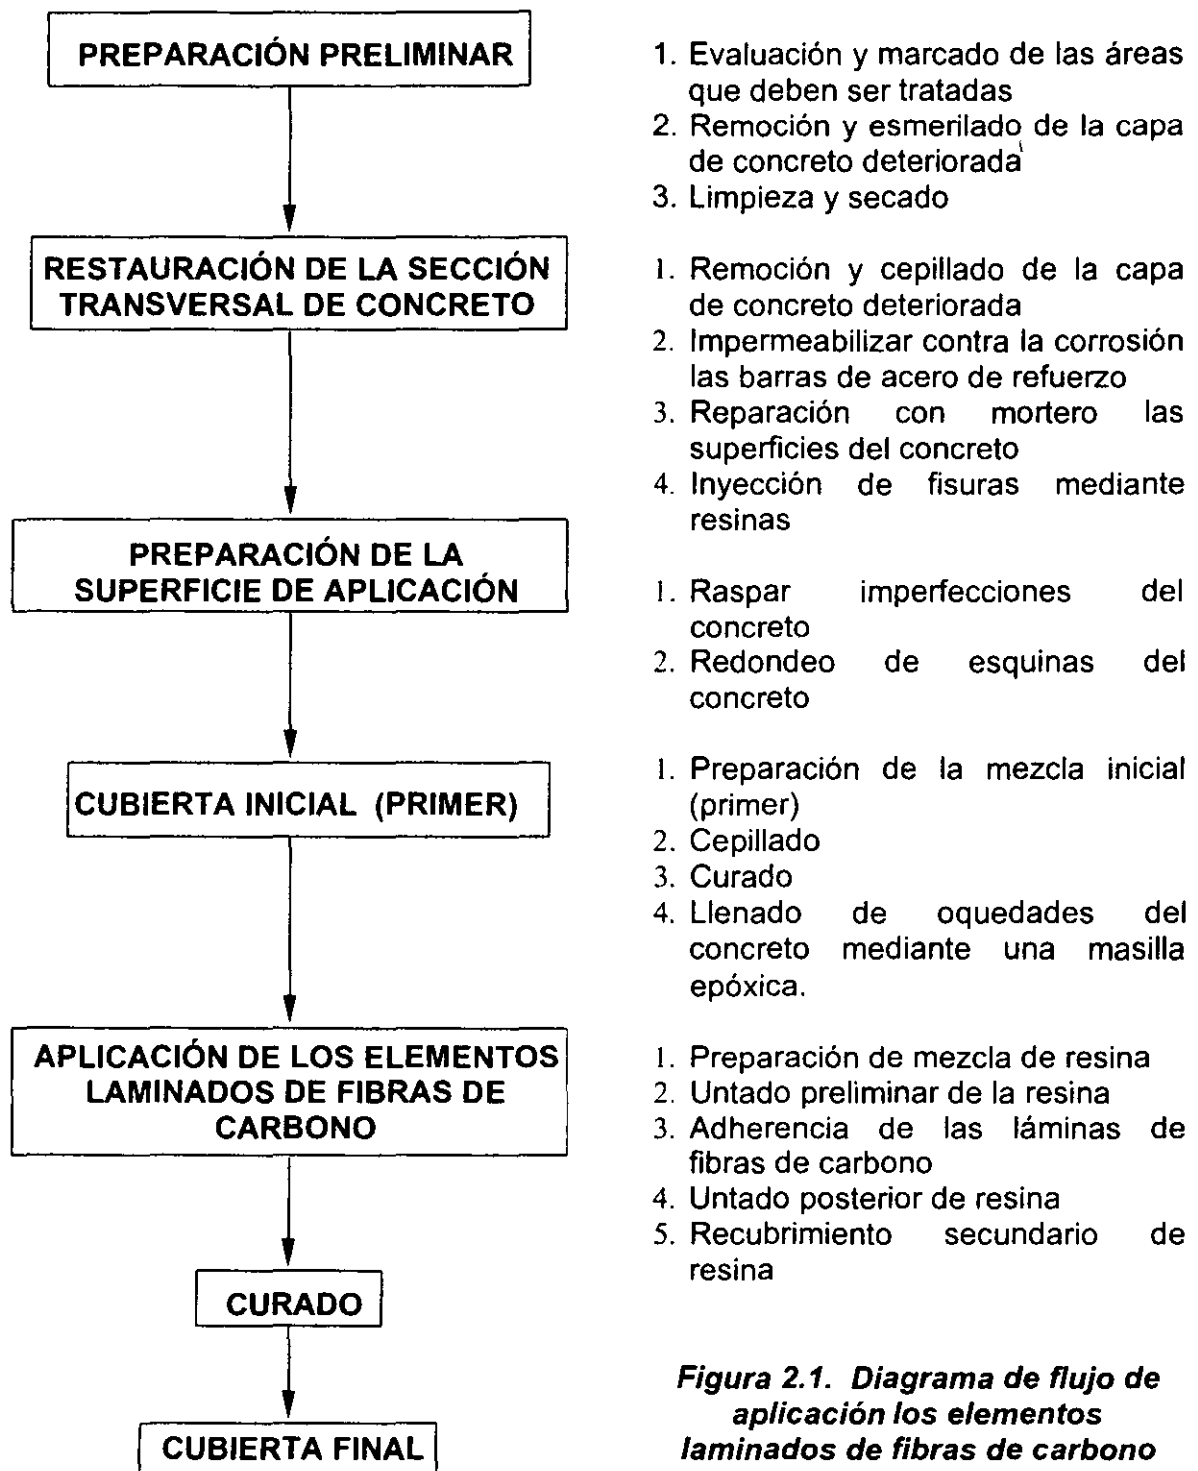 PREPARACIÓN PRELIMINAR
1. Evaluación y marcado de las áreas
que deben ser tratadas
2. Remoción y esmerilado de la capa
de concreto deteriorada
3. Limpieza y secado
RESTAURACIÓN DE LA SECCIÓN
TRANSVERSAL DE CONCRETO
1. Remoción y cepillado de la capa
de concreto deteriorada
2. Impermeabilizar contra la corrosión
las barras de acero de refuerzo
3. Reparación con mortero las
superficies del concreto
4. Inyección de fisuras mediante
resinas
PREPARACIÓN DE LA
SUPERFICIE DE APLICACIÓN
1. Raspar imperfecciones del
concreto
2. Redondeo de esquinas del
concreto
CUBIERTA INICIAL (PRIMER)
1. Preparación de la mezcla inicial
(primer)
2. Cepillado
3. Curado
4. Llenado de oquedades del
concreto mediante una masilla
epóxica.
APLICACIÓN DE LOS ELEMENTOS
LAMINADOS DE FIBRAS DE
CARBONO
1. Preparación de mezcla de resina
2. Untado preliminar de la resina
3. Adherencia de las láminas de
fibras de carbono
4. Untado posterior de resina
5. Recubrimiento secundario de
resina
CURADO
CUBIERTA FINAL
Figura 2.1. Diagrama de flujo de
aplicación los elementos
laminados de fibras de carbono